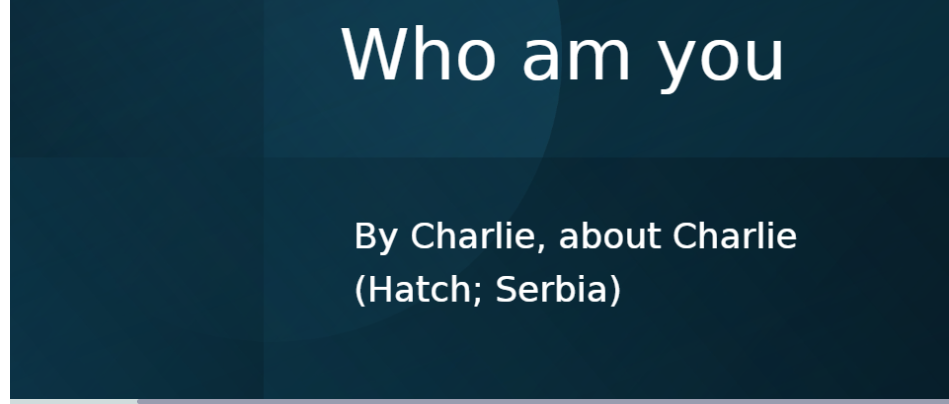 Who am you
By Charlie, about Charlie
(Hatch; Serbia)